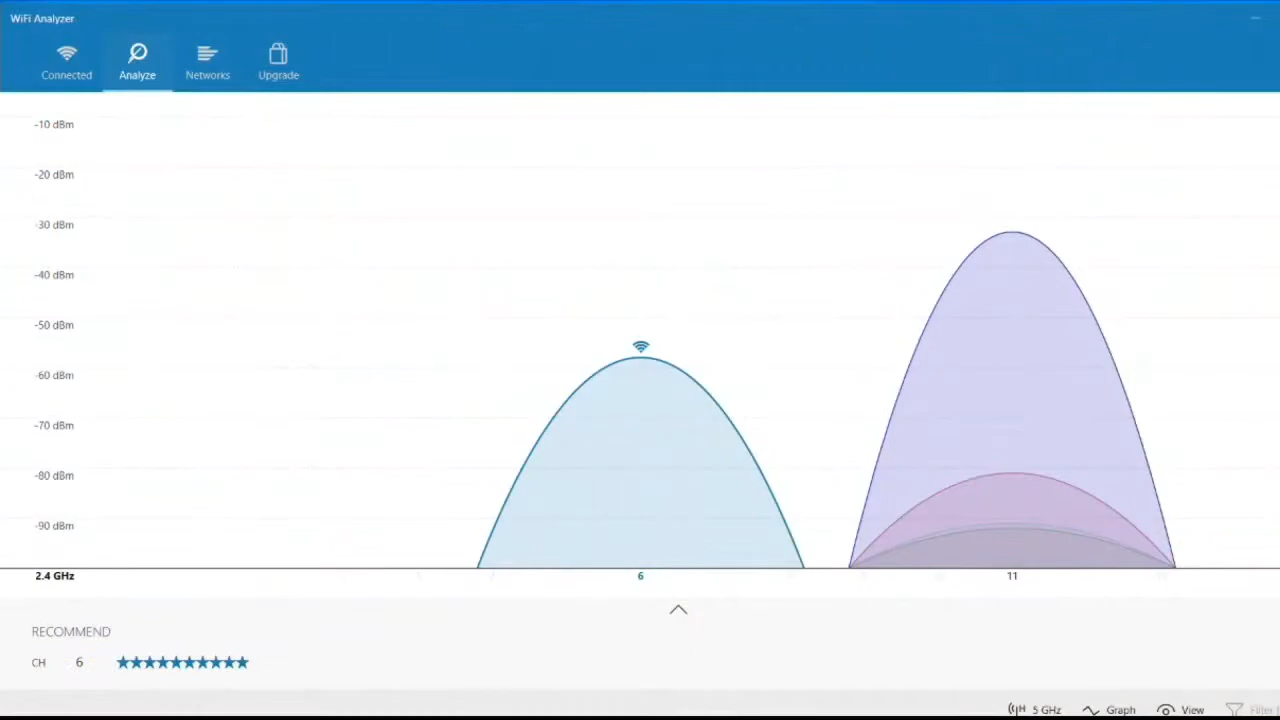 WiFi Analyzer
Connected
Analyze
Networks
Upgrade
-10 dBm
-20 dBm
-30 dBm
-40 dBm
-50 dBm
-60 dBm
-70 dBm
-80 dBm
-90 dBm
2.4 GHz
6
11
RECOMMEND
CH 6
5 GHz
Graph
View
Filter